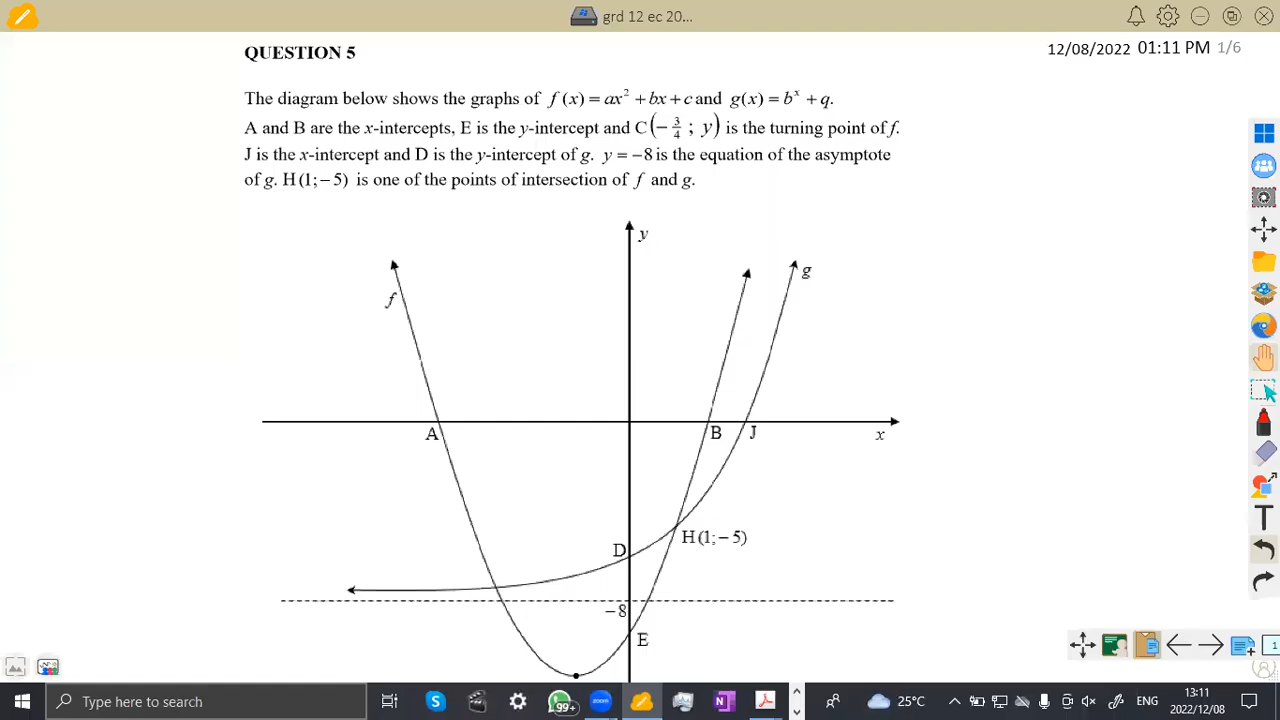 grd 12 ec 20...
12/08/2022 01:11 PM 1/6
QUESTION 5
The diagram below shows the graphs of f(x) = ax² + bx + c and g(x) = bˣ + q.
A and B are the x-intercepts, E is the y-intercept and C(−3/4 ; y) is the turning point of f.
J is the x-intercept and D is the y-intercept of g. y = −8 is the equation of the asymptote
of g. H(1;−5) is one of the points of intersection of f and g.
y
g
f
A
B
J
x
H(1;−5)
D
−8
E
T
1
Type here to search
99+
zoom
25°C
ENG
13:11
2022/12/08